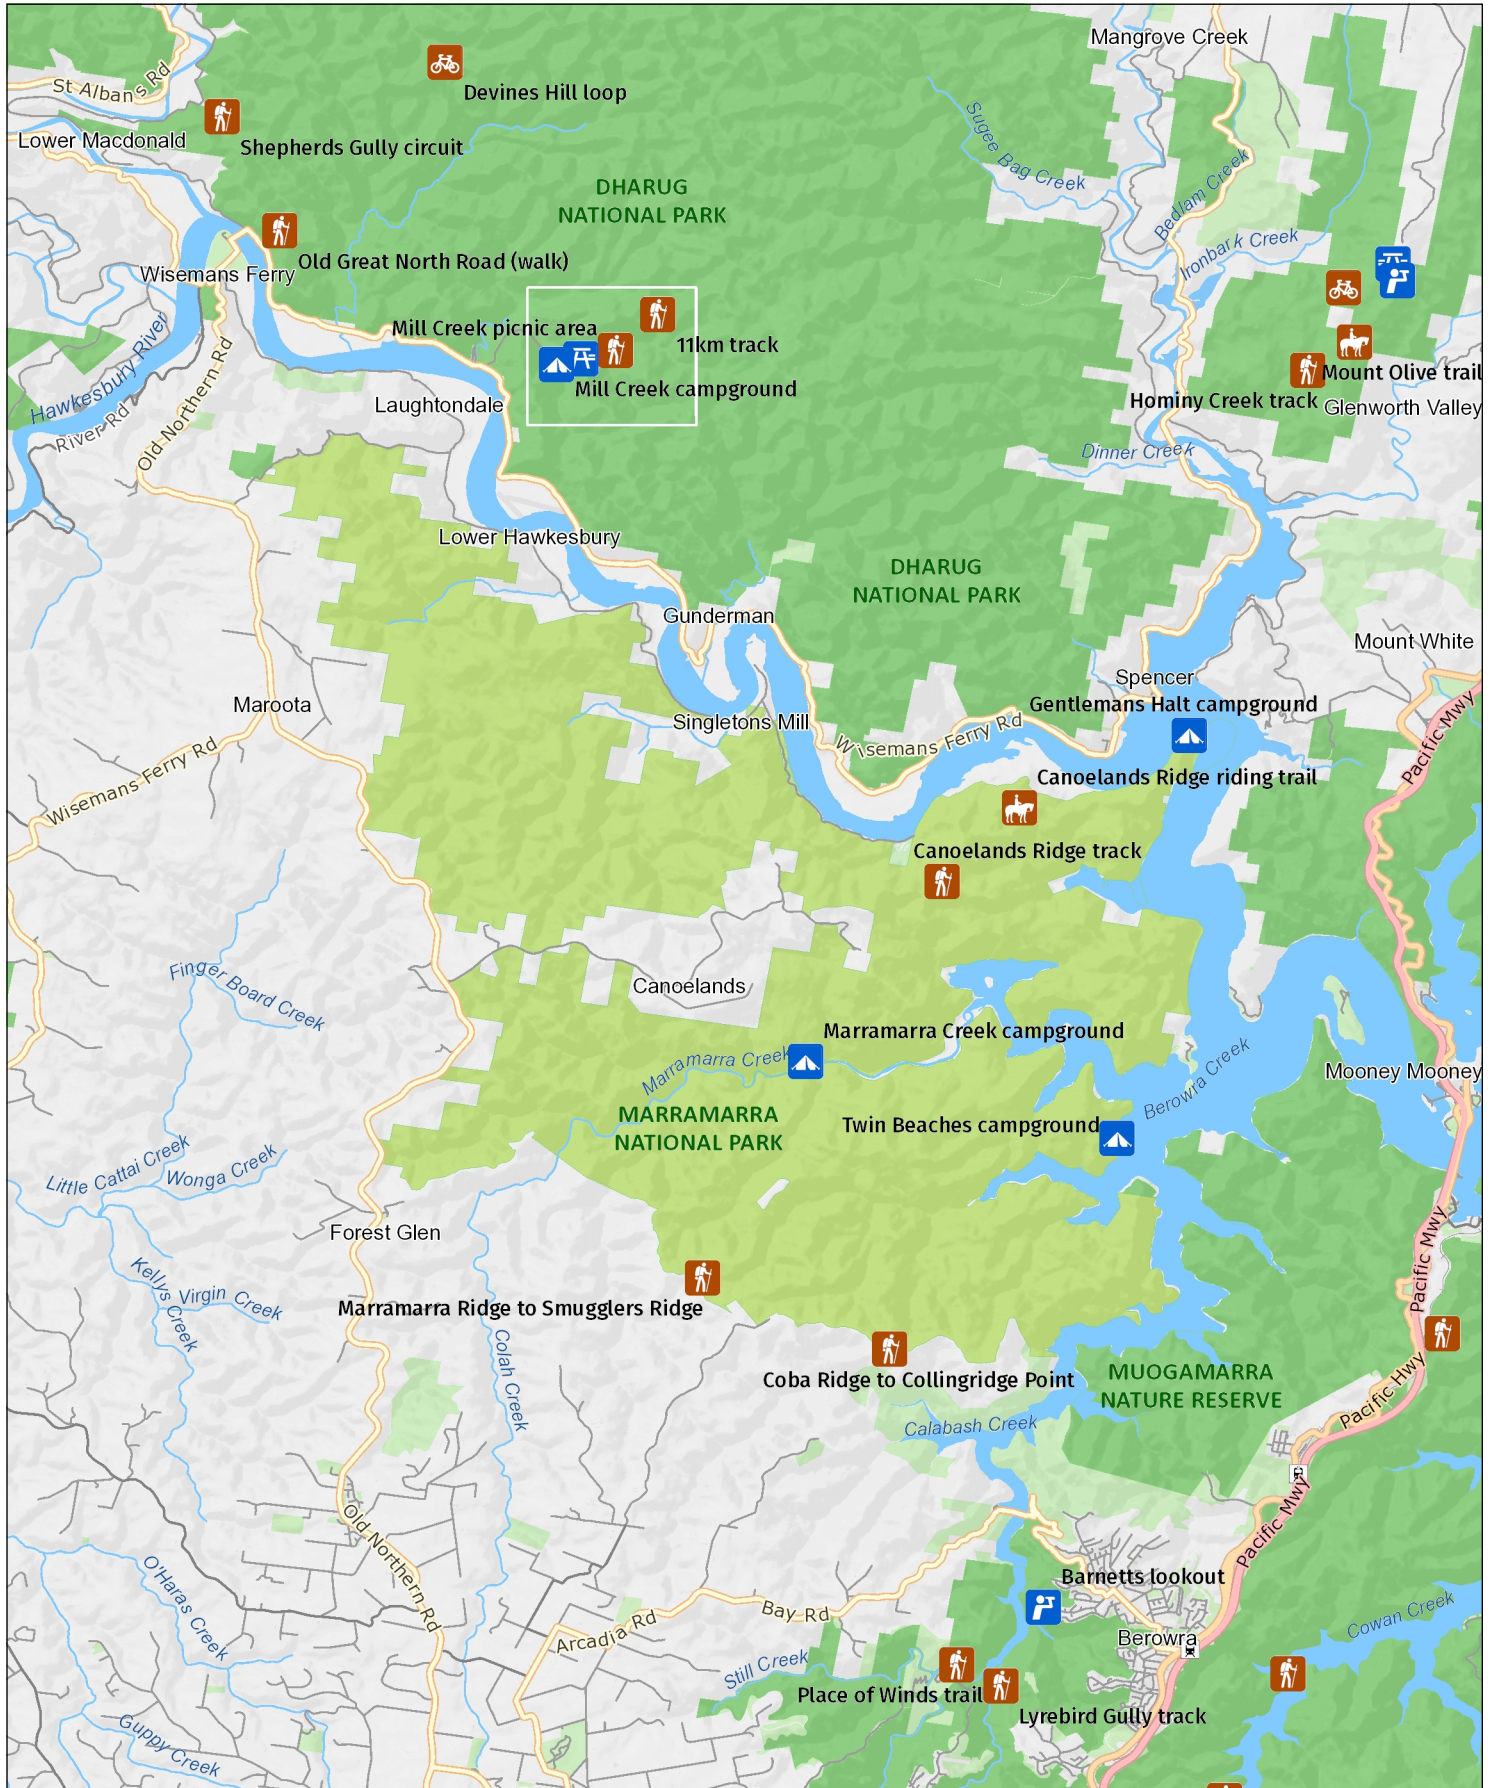 Mangrove Creek
St Albans Rd
Devines Hill loop
Lower Macdonald
Shepherds Gully circuit
Sugee Bag Creek
DHARUG
NATIONAL PARK
Bedlam Creek
Ironbark Creek
Wisemans Ferry
Old Great North Road (walk)
Mill Creek picnic area
11km track
Mill Creek campground
Mount Olive trail
Hominy Creek track
Glenworth Valley
Hawkesbury River
River Rd
Old Northern Rd
Laughtondale
Dinner Creek
Lower Hawkesbury
DHARUG
NATIONAL PARK
Gunderman
Mount White
Spencer
Gentlemans Halt campground
Maroota
Singletons Mill
Wisemans Ferry Rd
Wisemans Ferry Rd
Pacific Mwy
Canoelands Ridge riding trail
Canoelands Ridge track
Finger Board Creek
Canoelands
Marramarra Creek campground
Marramarra Creek
Berowra Creek
Mooney Mooney
MARRAMARRA
NATIONAL PARK
Twin Beaches campground
Little Cattai Creek
Wonga Creek
Forest Glen
Kellys Creek
Virgin Creek
Marramarra Ridge to Smugglers Ridge
Colah Creek
Pacific Mwy
Coba Ridge to Collingridge Point
MUOGAMARRA
NATURE RESERVE
Pacific Hwy
Calabash Creek
Old Northern Rd
Pacific Mwy
O'Haras Creek
Barnetts lookout
Arcadia Rd
Bay Rd
Berowra
Cowan Creek
Still Creek
Place of Winds trail
Lyrebird Gully track
Guppy Creek